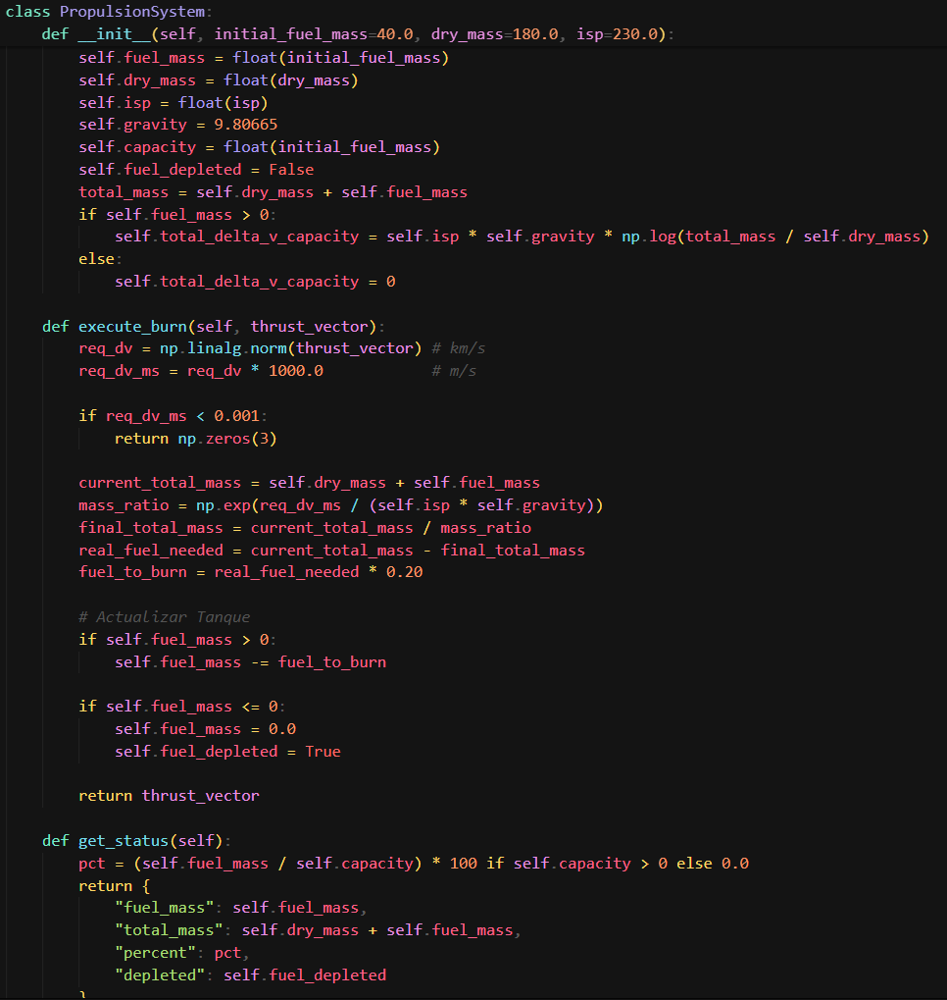 class PropulsionSystem:
    def __init__(self, initial_fuel_mass=40.0, dry_mass=180.0, isp=230.0):
        self.fuel_mass = float(initial_fuel_mass)
        self.dry_mass = float(dry_mass)
        self.isp = float(isp)
        self.gravity = 9.80665
        self.capacity = float(initial_fuel_mass)
        self.fuel_depleted = False
        total_mass = self.dry_mass + self.fuel_mass
        if self.fuel_mass > 0:
            self.total_delta_v_capacity = self.isp * self.gravity * np.log(total_mass / self.dry_mass)
        else:
            self.total_delta_v_capacity = 0

    def execute_burn(self, thrust_vector):
        req_dv = np.linalg.norm(thrust_vector) # km/s
        req_dv_ms = req_dv * 1000.0            # m/s

        if req_dv_ms < 0.001:
            return np.zeros(3)

        current_total_mass = self.dry_mass + self.fuel_mass
        mass_ratio = np.exp(req_dv_ms / (self.isp * self.gravity))
        final_total_mass = current_total_mass / mass_ratio
        real_fuel_needed = current_total_mass - final_total_mass
        fuel_to_burn = real_fuel_needed * 0.20

        # Actualizar Tanque
        if self.fuel_mass > 0:
            self.fuel_mass -= fuel_to_burn

        if self.fuel_mass <= 0:
            self.fuel_mass = 0.0
            self.fuel_depleted = True

        return thrust_vector

    def get_status(self):
        pct = (self.fuel_mass / self.capacity) * 100 if self.capacity > 0 else 0.0
        return {
            "fuel_mass": self.fuel_mass,
            "total_mass": self.dry_mass + self.fuel_mass,
            "percent": pct,
            "depleted": self.fuel_depleted
        }